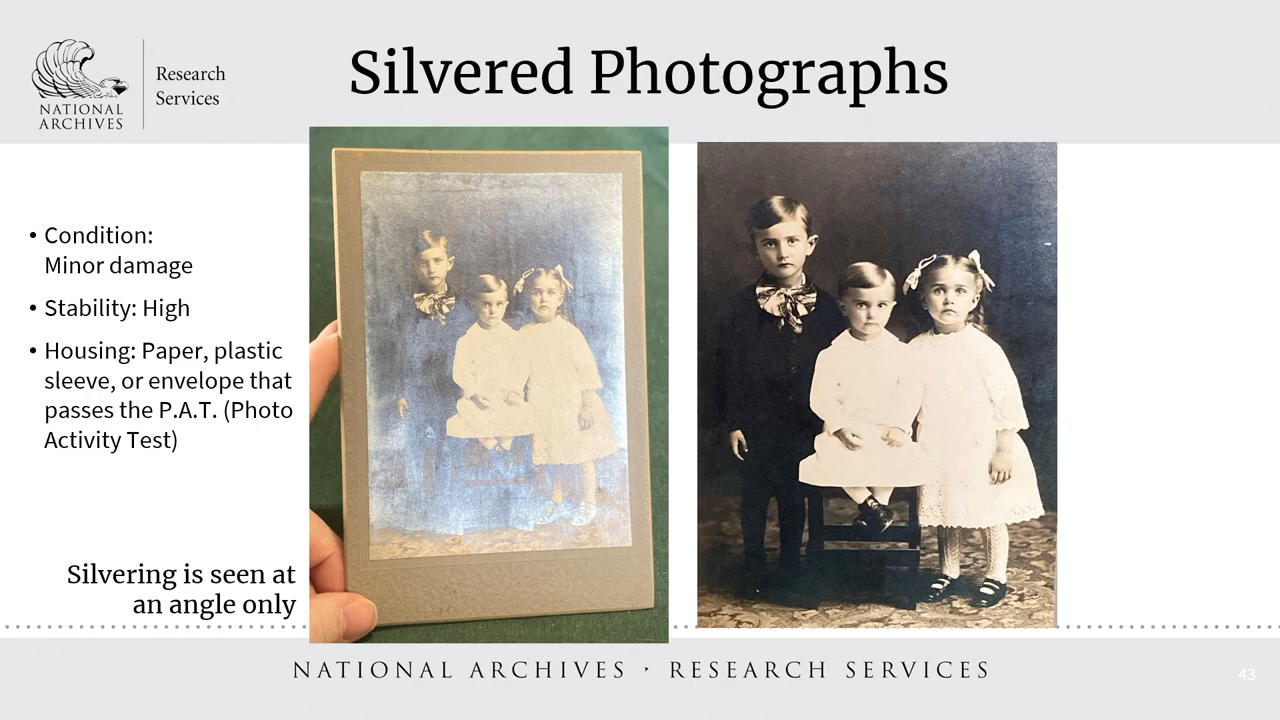 NATIONAL
ARCHIVES
Research
Services
Silvered Photographs
• Condition:
Minor damage
• Stability: High
• Housing: Paper, plastic
sleeve, or envelope that
passes the P.A.T. (Photo
Activity Test)
Silvering is seen at
an angle only
NATIONAL ARCHIVES · RESEARCH SERVICES
43